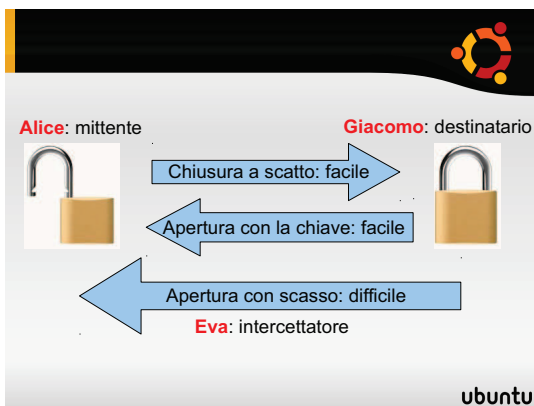 Alice: mittente
Giacomo: destinatario
Chiusura a scatto: facile
Apertura con la chiave: facile
Apertura con scasso: difficile
Eva: intercettatore
ubuntu